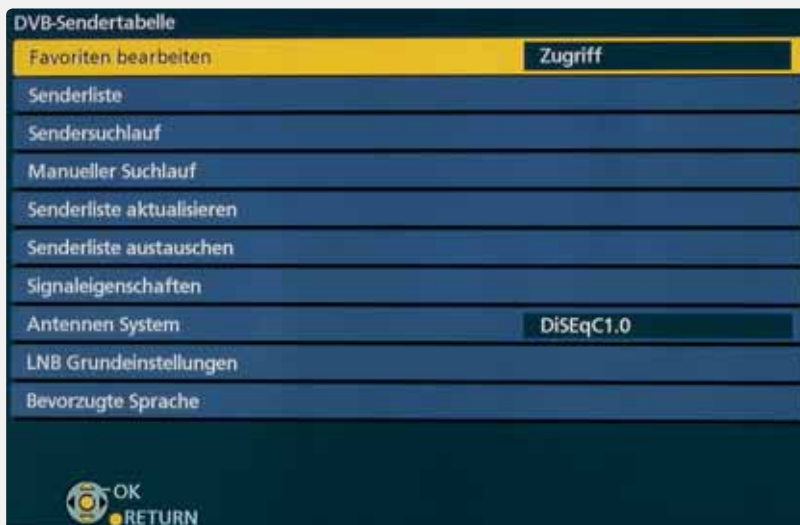 DVB-Sendertabelle
Favoriten bearbeiten Zugriff
Senderliste
Sendersuchlauf
Manueller Suchlauf
Senderliste aktualisieren
Senderliste austauschen
Signaleigenschaften
Antennen System DiSEqC1.0
LNB Grundeinstellungen
Bevorzugte Sprache
OK
RETURN